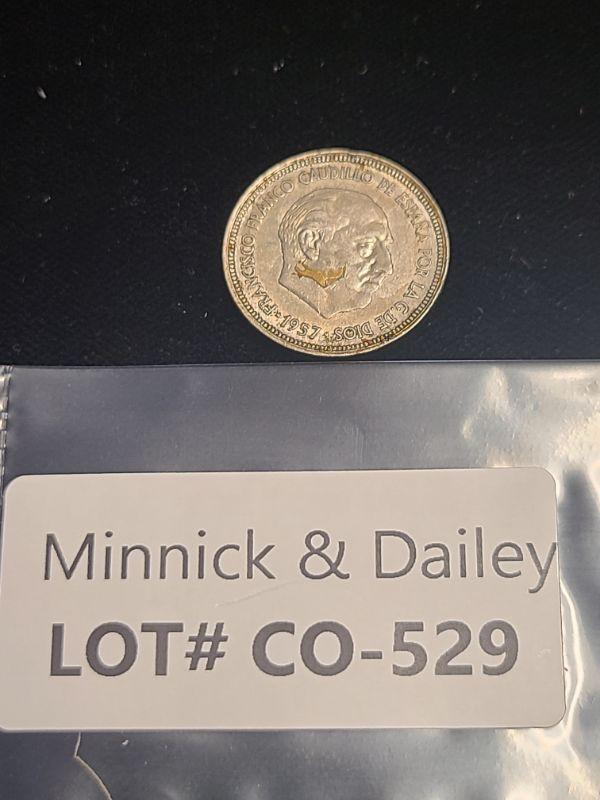 FRANCISCO FRANCO CAUDILLO DE ESPAÑA POR LA G. DE DIOS
*1957*
Minnick & Dailey
LOT# CO-529